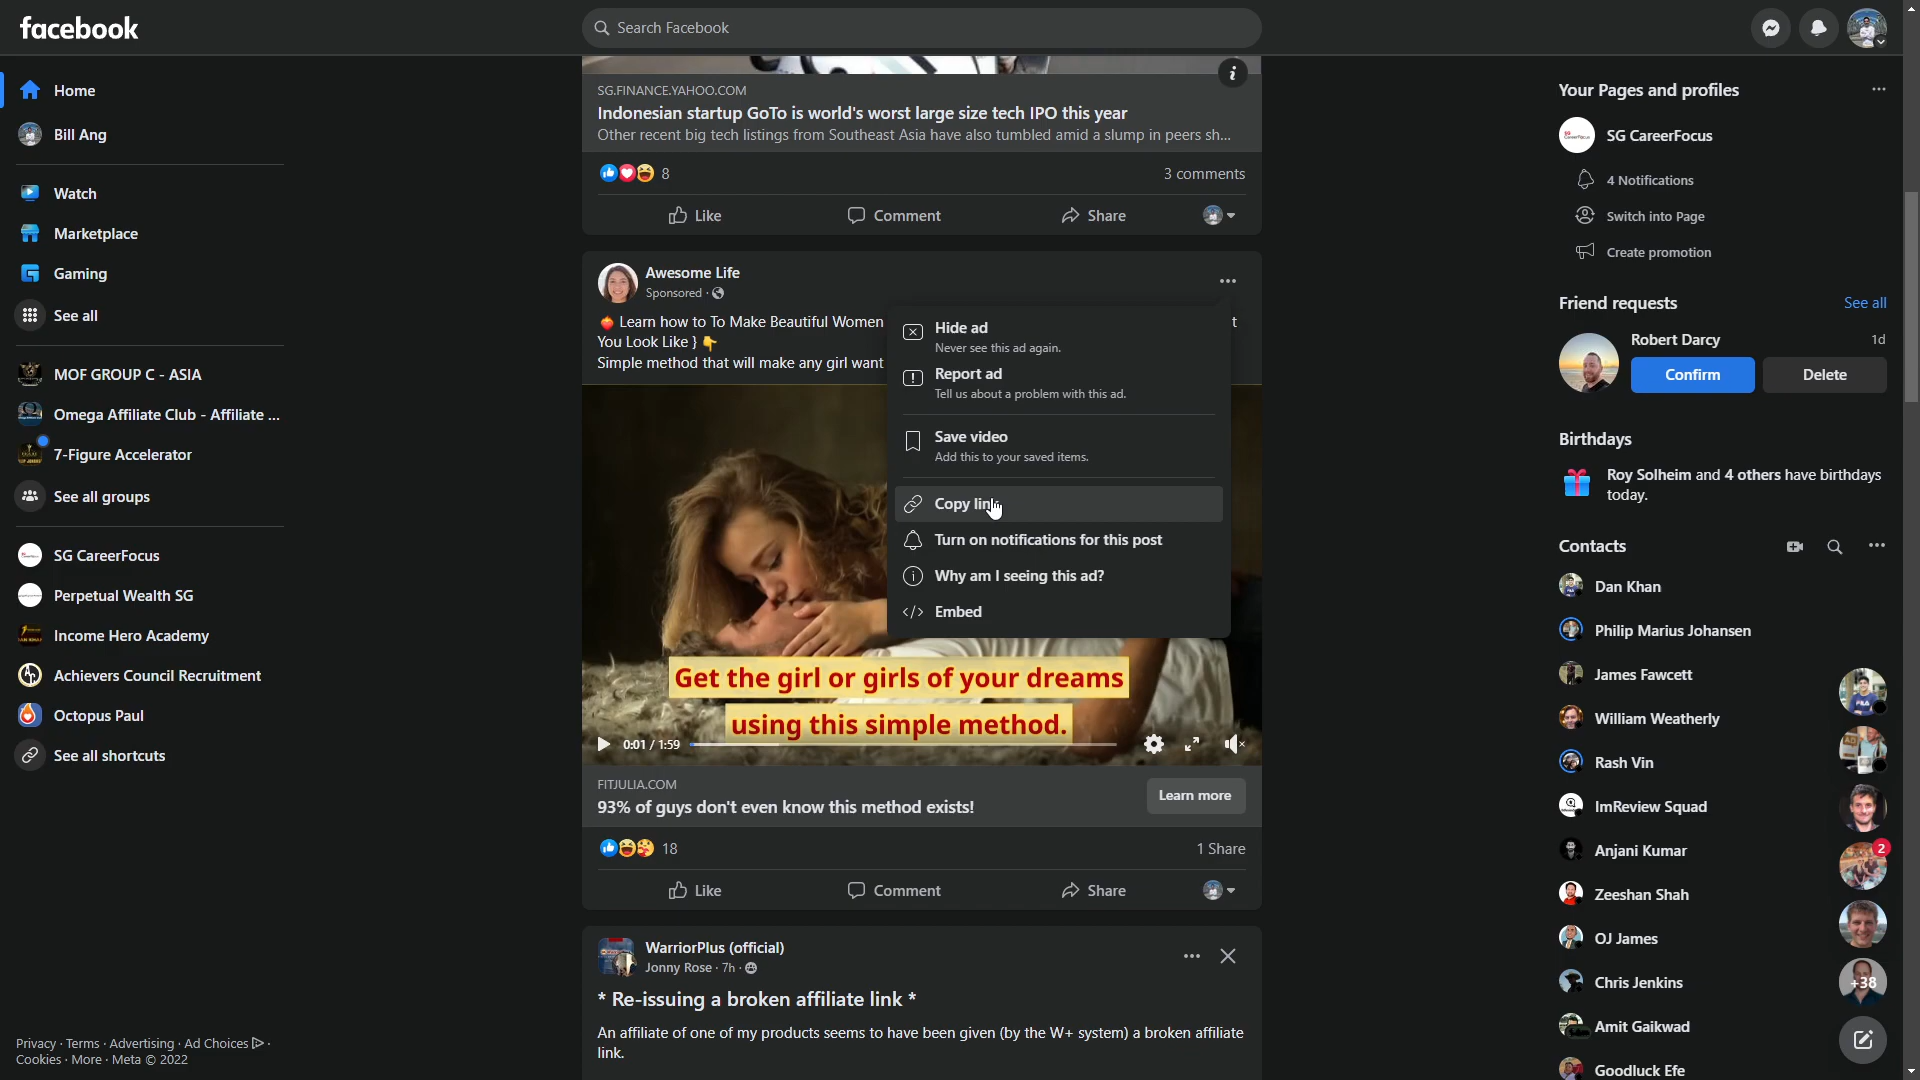 facebook
Search Facebook
Home
Bill Ang
Watch
Marketplace
Gaming
See all
MOF GROUP C - ASIA
Omega Affiliate Club - Affiliate ...
7-Figure Accelerator
See all groups
SG CareerFocus
Perpetual Wealth SG
Income Hero Academy
Achievers Council Recruitment
Octopus Paul
See all shortcuts
Privacy · Terms · Advertising · Ad Choices ·
Cookies · More · Meta © 2022
SG.FINANCE.YAHOO.COM
Indonesian startup GoTo is world's worst large size tech IPO this year
Other recent big tech listings from Southeast Asia have also tumbled amid a slump in peers sh...
8
3 comments
Like
Comment
Share
Awesome Life
Sponsored ·
Learn how to To Make Beautiful Women
You Look Like }
Simple method that will make any girl want
Hide ad
Never see this ad again.
Report ad
Tell us about a problem with this ad.
Save video
Add this to your saved items.
Copy link
Turn on notifications for this post
Why am I seeing this ad?
Embed
Get the girl or girls of your dreams
using this simple method.
0:01 / 1:59
FITJULIA.COM
93% of guys don't even know this method exists!
Learn more
18
1 Share
Like
Comment
Share
WarriorPlus (official)
Jonny Rose · 7h ·
* Re-issuing a broken affiliate link *
An affiliate of one of my products seems to have been given (by the W+ system) a broken affiliate
link.
Your Pages and profiles
SG CareerFocus
4 Notifications
Switch into Page
Create promotion
Friend requests
See all
Robert Darcy
1d
Confirm
Delete
Birthdays
Roy Solheim and 4 others have birthdays
today.
Contacts
Dan Khan
Philip Marius Johansen
James Fawcett
William Weatherly
Rash Vin
ImReview Squad
Anjani Kumar
2
Zeeshan Shah
OJ James
Chris Jenkins
+38
Amit Gaikwad
Goodluck Efe